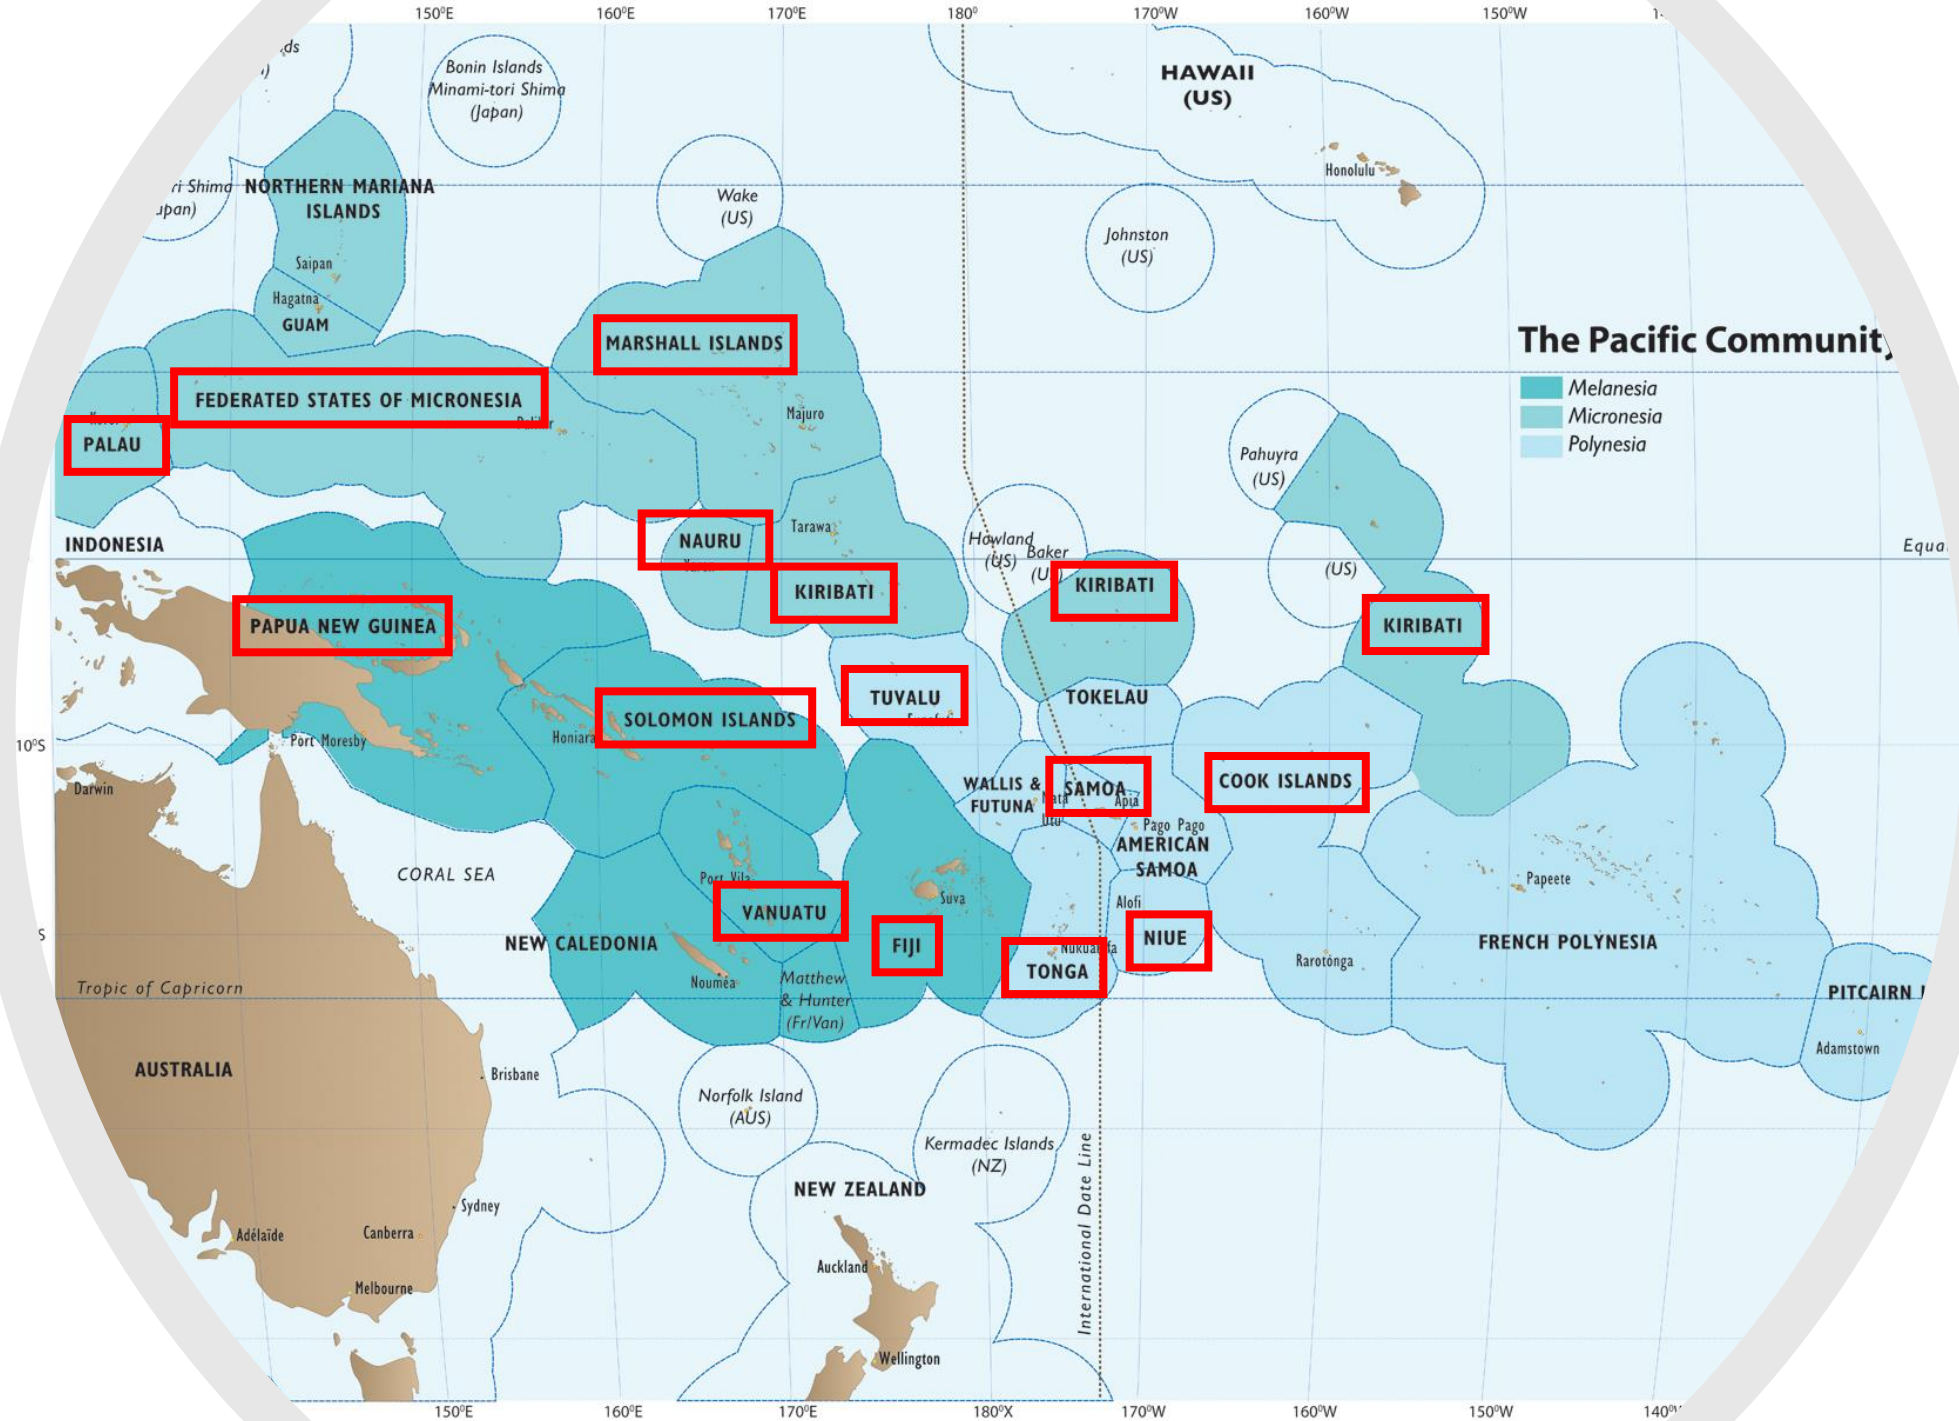 150°E 160°E 170°E 180° 170°W 160°W 150°W
Bonin Islands
Minami-tori Shima
(Japan)
HAWAII
(US)
Honolulu
NORTHERN MARIANA
ISLANDS
Saipan
Hagatna
GUAM
Wake
(US)
Johnston
(US)
The Pacific Community
Melanesia
Micronesia
Polynesia
MARSHALL ISLANDS
Majuro
FEDERATED STATES OF MICRONESIA
PALAU
Pahuyra
(US)
INDONESIA
NAURU
Tarawa
KIRIBATI
Howland
(US)
Baker
KIRIBATI
(US)
KIRIBATI
PAPUA NEW GUINEA
Port Moresby
SOLOMON ISLANDS
Honiara
TUVALU
TOKELAU
10°S
Darwin
WALLIS &
FUTUNA
SAMOA
Apia
COOK ISLANDS
Pago Pago
AMERICAN
SAMOA
CORAL SEA
Port Vila
VANUATU
Suva
FIJI
Alofi
NIUE
TONGA
Rarotonga
Papeete
FRENCH POLYNESIA
NEW CALEDONIA
Nouméa
Matthew
& Hunter
(Fr/Van)
Tropic of Capricorn
PITCAIRN
Adamstown
AUSTRALIA
Brisbane
Norfolk Island
(AUS)
Kermadec Islands
(NZ)
International Date Line
NEW ZEALAND
Sydney
Adélaïde
Canberra
Melbourne
Auckland
Wellington
150°E 160°E 170°E 180°X 170°W 160°W 150°W